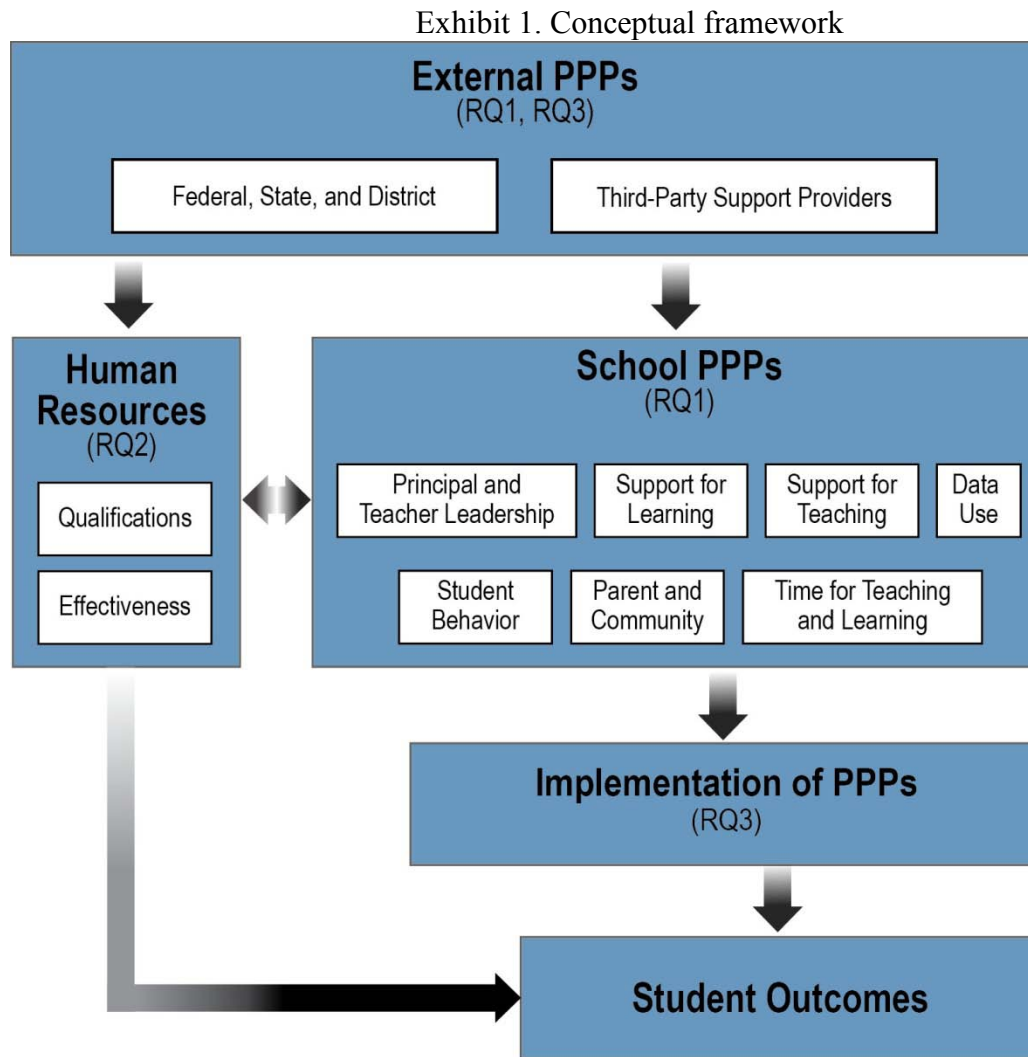 Exhibit 1. Conceptual framework
External PPPs
(RQ1, RQ3)
Federal, State, and District
Third-Party Support Providers
Human
Resources
(RQ2)
Qualifications
Effectiveness
School PPPs
(RQ1)
Principal and
Teacher Leadership
Support for
Learning
Support for
Teaching
Data
Use
Student
Behavior
Parent and
Community
Time for Teaching
and Learning
Implementation of PPPs
(RQ3)
Student Outcomes